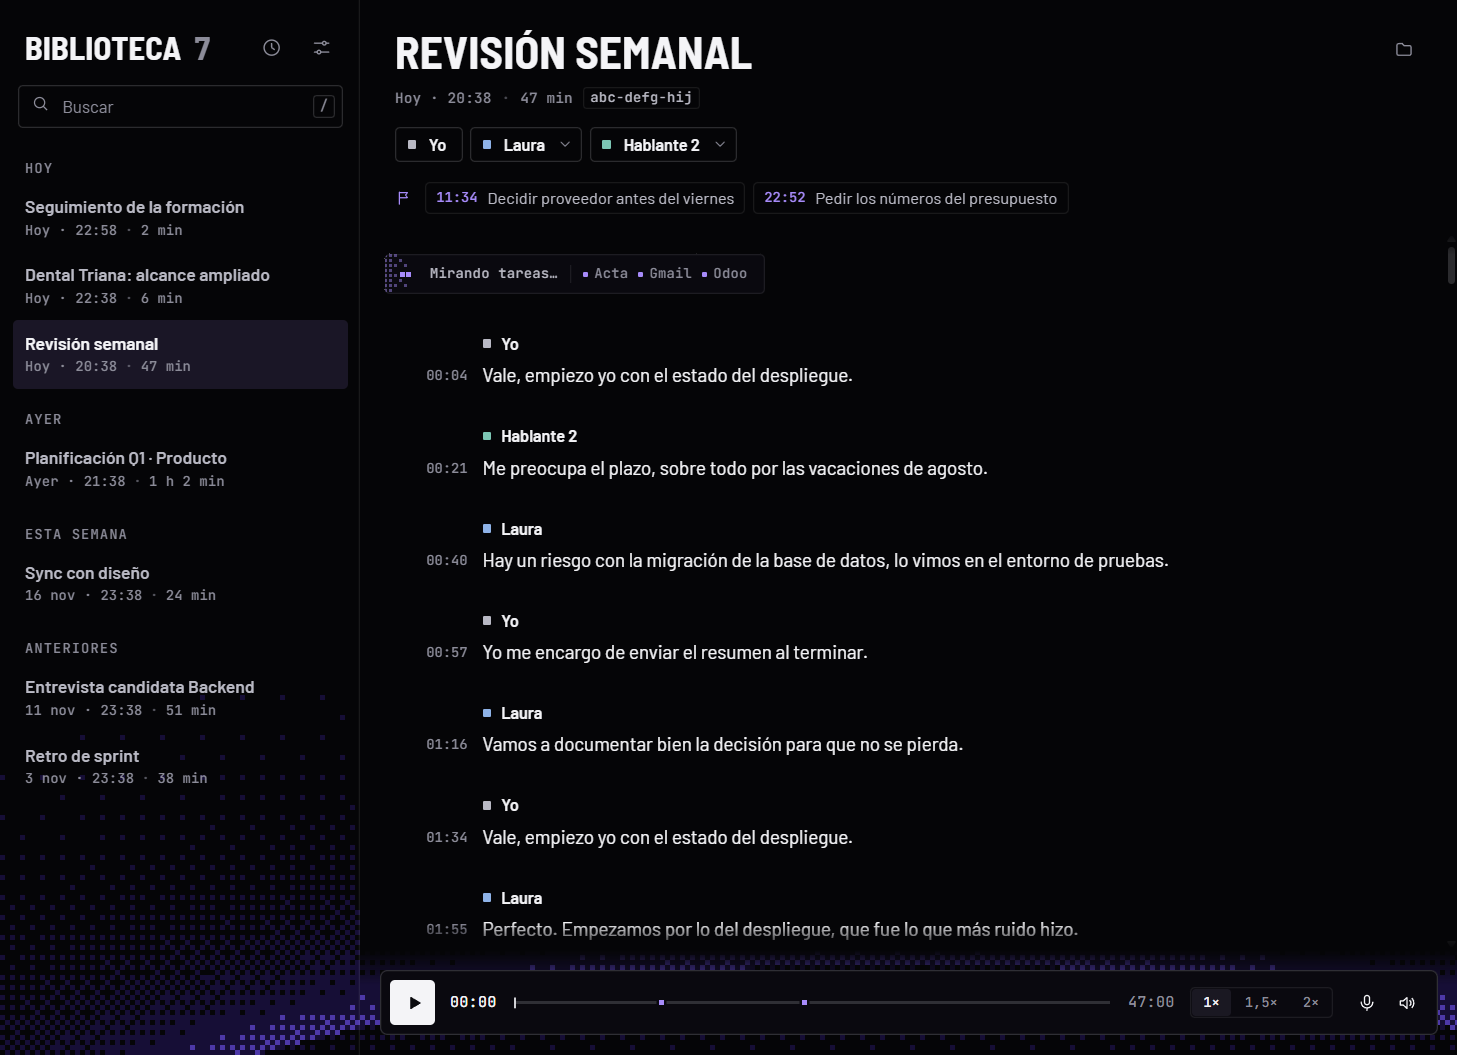 BIBLIOTECA 7
Buscar /
HOY
Seguimiento de la formación
Hoy · 22:58 · 2 min
Dental Triana: alcance ampliado
Hoy · 22:38 · 6 min
Revisión semanal
Hoy · 20:38 · 47 min
AYER
Planificación Q1 · Producto
Ayer · 21:38 · 1 h 2 min
ESTA SEMANA
Sync con diseño
16 nov · 23:38 · 24 min
ANTERIORES
Entrevista candidata Backend
11 nov · 23:38 · 51 min
Retro de sprint
3 nov · 23:38 · 38 min
REVISIÓN SEMANAL
Hoy · 20:38 · 47 min abc-defg-hij
Yo Laura Hablante 2
11:34 Decidir proveedor antes del viernes 22:52 Pedir los números del presupuesto
Mirando tareas… Acta Gmail Odoo
Yo
00:04 Vale, empiezo yo con el estado del despliegue.
Hablante 2
00:21 Me preocupa el plazo, sobre todo por las vacaciones de agosto.
Laura
00:40 Hay un riesgo con la migración de la base de datos, lo vimos en el entorno de pruebas.
Yo
00:57 Yo me encargo de enviar el resumen al terminar.
Laura
01:16 Vamos a documentar bien la decisión para que no se pierda.
Yo
01:34 Vale, empiezo yo con el estado del despliegue.
Laura
01:55 Perfecto. Empezamos por lo del despliegue, que fue lo que más ruido hizo.
00:00 47:00 1× 1,5× 2×